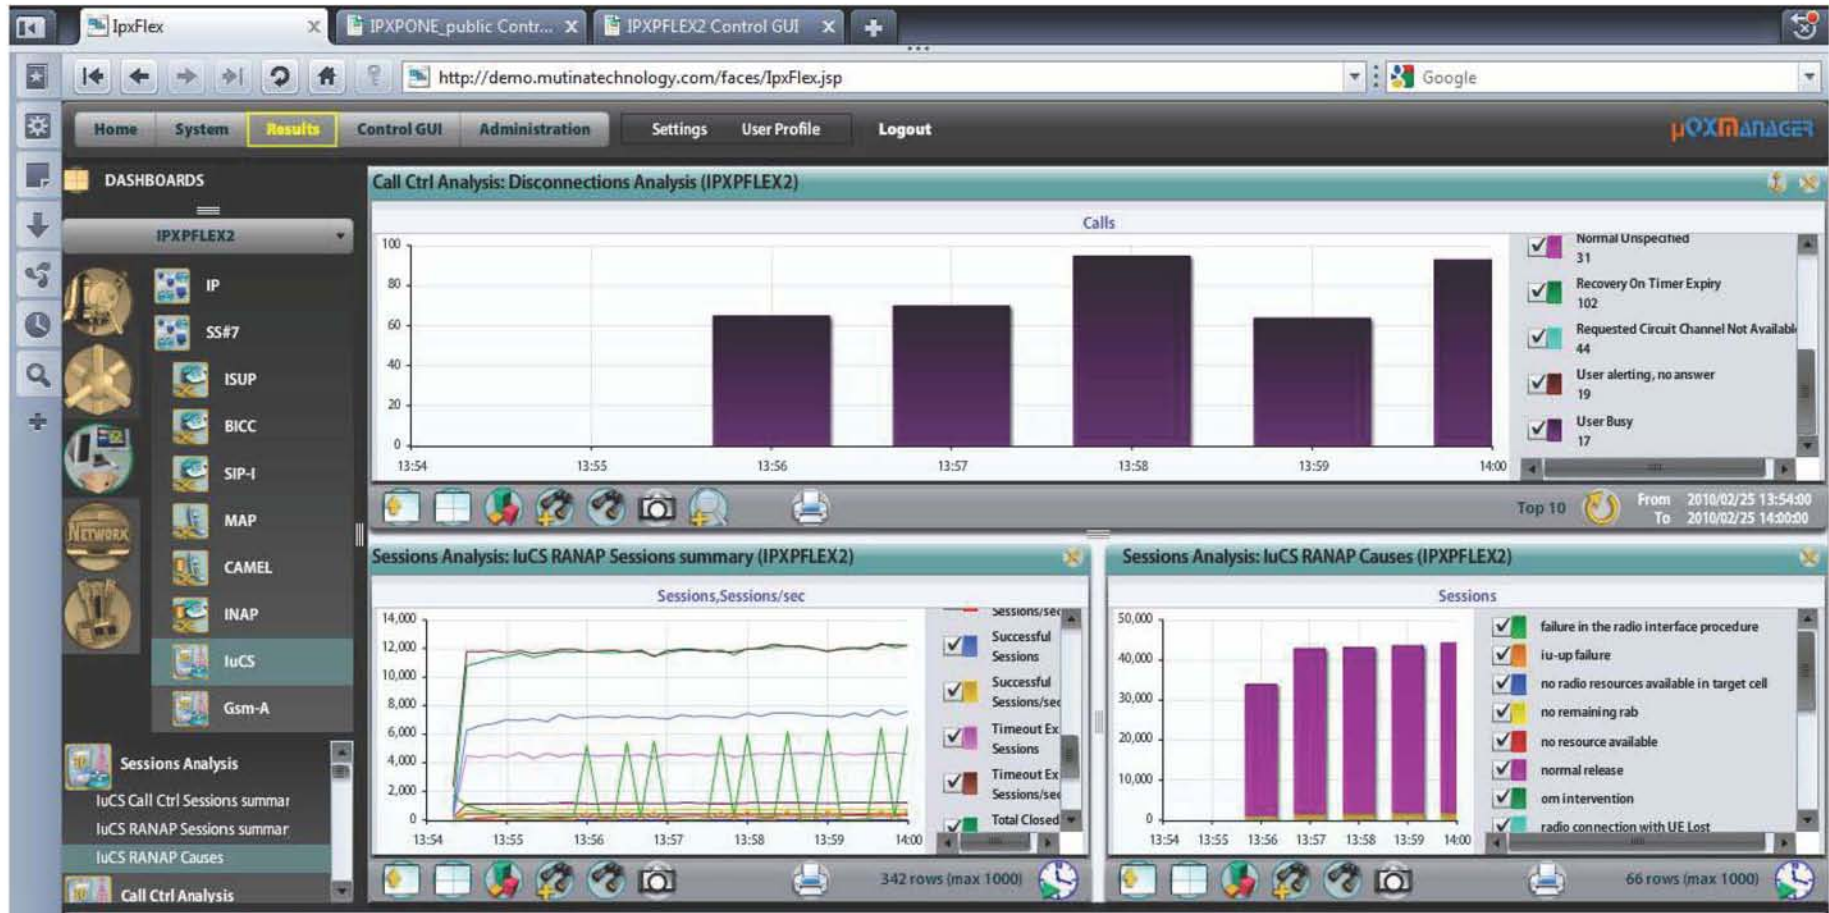 IpxFlex
IPXPONE_public Contr...
IPXPFLEX2 Control GUI
http://demo.mutinatechnology.com/faces/IpxFlex.jsp
Google
Home
System
Results
Control GUI
Administration
Settings
User Profile
Logout
µQXManager
DASHBOARDS
IPXPFLEX2
IP
SS#7
ISUP
BICC
SIP-I
MAP
CAMEL
INAP
IuCS
Gsm-A
NETWORK
Sessions Analysis
IuCS Call Ctrl Sessions summar
IuCS RANAP Sessions summar
IuCS RANAP Causes
Call Ctrl Analysis
Call Ctrl Analysis: Disconnections Analysis (IPXPFLEX2)
Calls
100
80
60
40
20
0
13:54 13:55 13:56 13:57 13:58 13:59 14:00
Normal Unspecified
31
Recovery On Timer Expiry
102
Requested Circuit Channel Not Availabl
44
User alerting, no answer
19
User Busy
17
Top 10
From 2010/02/25 13:54:00
To 2010/02/25 14:00:00
Sessions Analysis: IuCS RANAP Sessions summary (IPXPFLEX2)
Sessions,Sessions/sec
14,000
12,000
10,000
8,000
6,000
4,000
2,000
0
13:54 13:55 13:56 13:57 13:58 13:59 14:00
Sessions/sec
Successful
Sessions
Successful
Sessions/sec
Timeout Ex
Sessions
Timeout Ex
Sessions/sec
Total Closed
342 rows (max 1000)
Sessions Analysis: IuCS RANAP Causes (IPXPFLEX2)
Sessions
50,000
40,000
30,000
20,000
10,000
0
13:54 13:55 13:56 13:57 13:58 13:59 14:00
failure in the radio interface procedure
iu-up failure
no radio resources available in target cell
no remaining rab
no resource available
normal release
om intervention
radio connection with UE Lost
66 rows (max 1000)